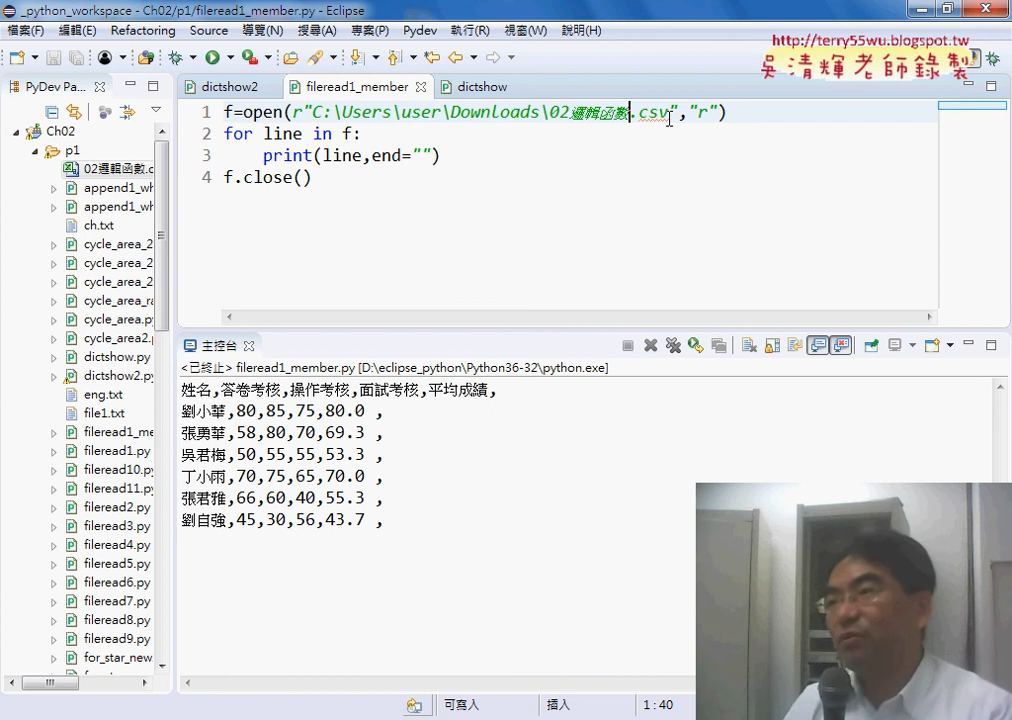 _python_workspace - Ch02/p1/fileread1_member.py - Eclipse
檔案(F) 編輯(E) Refactoring Source 導覽(N) 搜尋(A) 專案(P) Pydev 執行(R) 視窗(W) 說明(H)
http://terry55wu.blogspot.tw
吳清輝老師錄製
PyDev Pa...
dictshow2 fileread1_member dictshow
Ch02
p1
02邏輯函數.c
append1_wh
append1_wh
ch.txt
cycle_area_2
cycle_area_2
cycle_area_2
cycle_area_ra
cycle_area.py
cycle_area2.p
dictshow.py
dictshow2.py
eng.txt
file1.txt
fileread1_me
fileread1.py
fileread10.py
fileread11.py
fileread2.py
fileread3.py
fileread4.py
fileread5.py
fileread6.py
fileread7.py
fileread8.py
fileread9.py
for_star_new
1 f=open(r"C:\Users\user\Downloads\02邏輯函數.csv","r")
2 for line in f:
3 print(line,end="")
4 f.close()
主控台
<已終止> fileread1_member.py [D:\eclipse_python\Python36-32\python.exe]
姓名,答卷考核,操作考核,面試考核,平均成績,
劉小華,80,85,75,80.0 ,
張勇華,58,80,70,69.3 ,
吳君梅,50,55,55,53.3 ,
丁小雨,70,75,65,70.0 ,
張君雅,66,60,40,55.3 ,
劉自強,45,30,56,43.7 ,
可寫入 插入 1:40